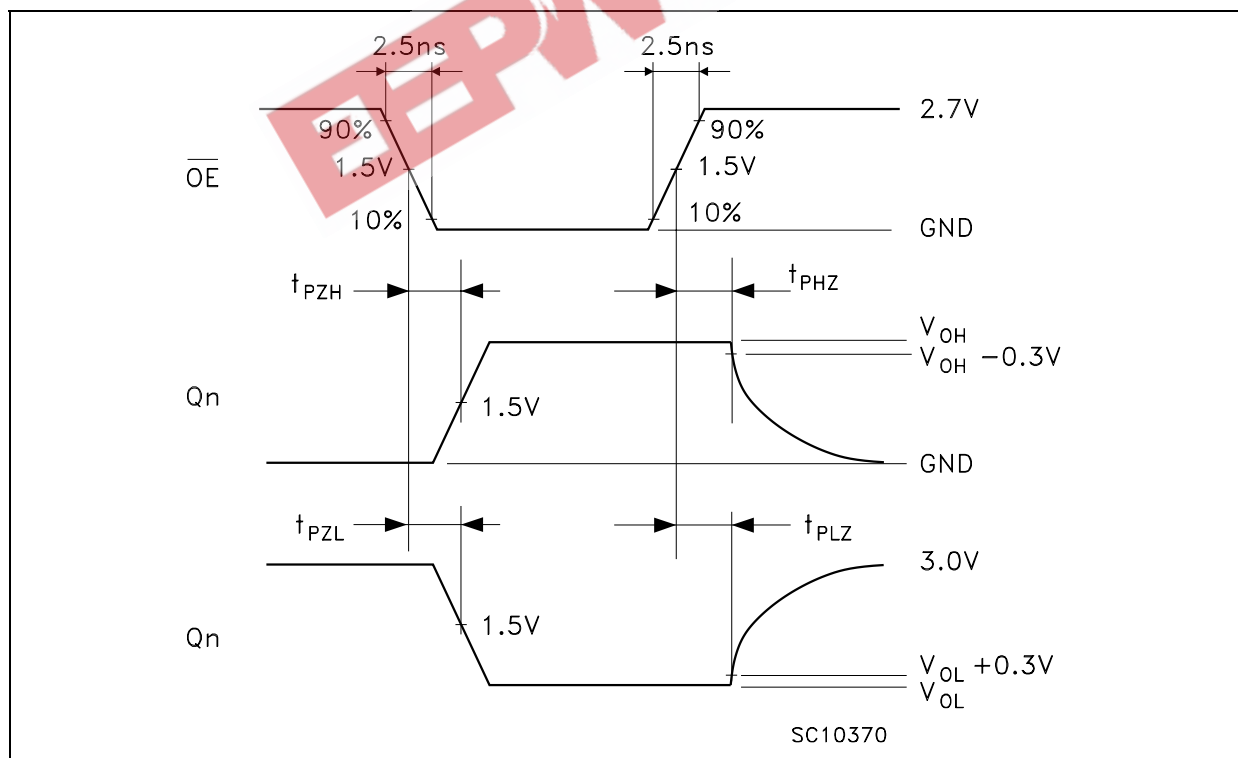 EEPW
2.5ns 2.5ns
2.7V
90% 90%
OE 1.5V 1.5V
10% 10%
GND
tPZH tPHZ
VOH
VOH −0.3V
Qn 1.5V
GND
tPZL tPLZ
3.0V
1.5V
Qn
VOL +0.3V
VOL
SC10370